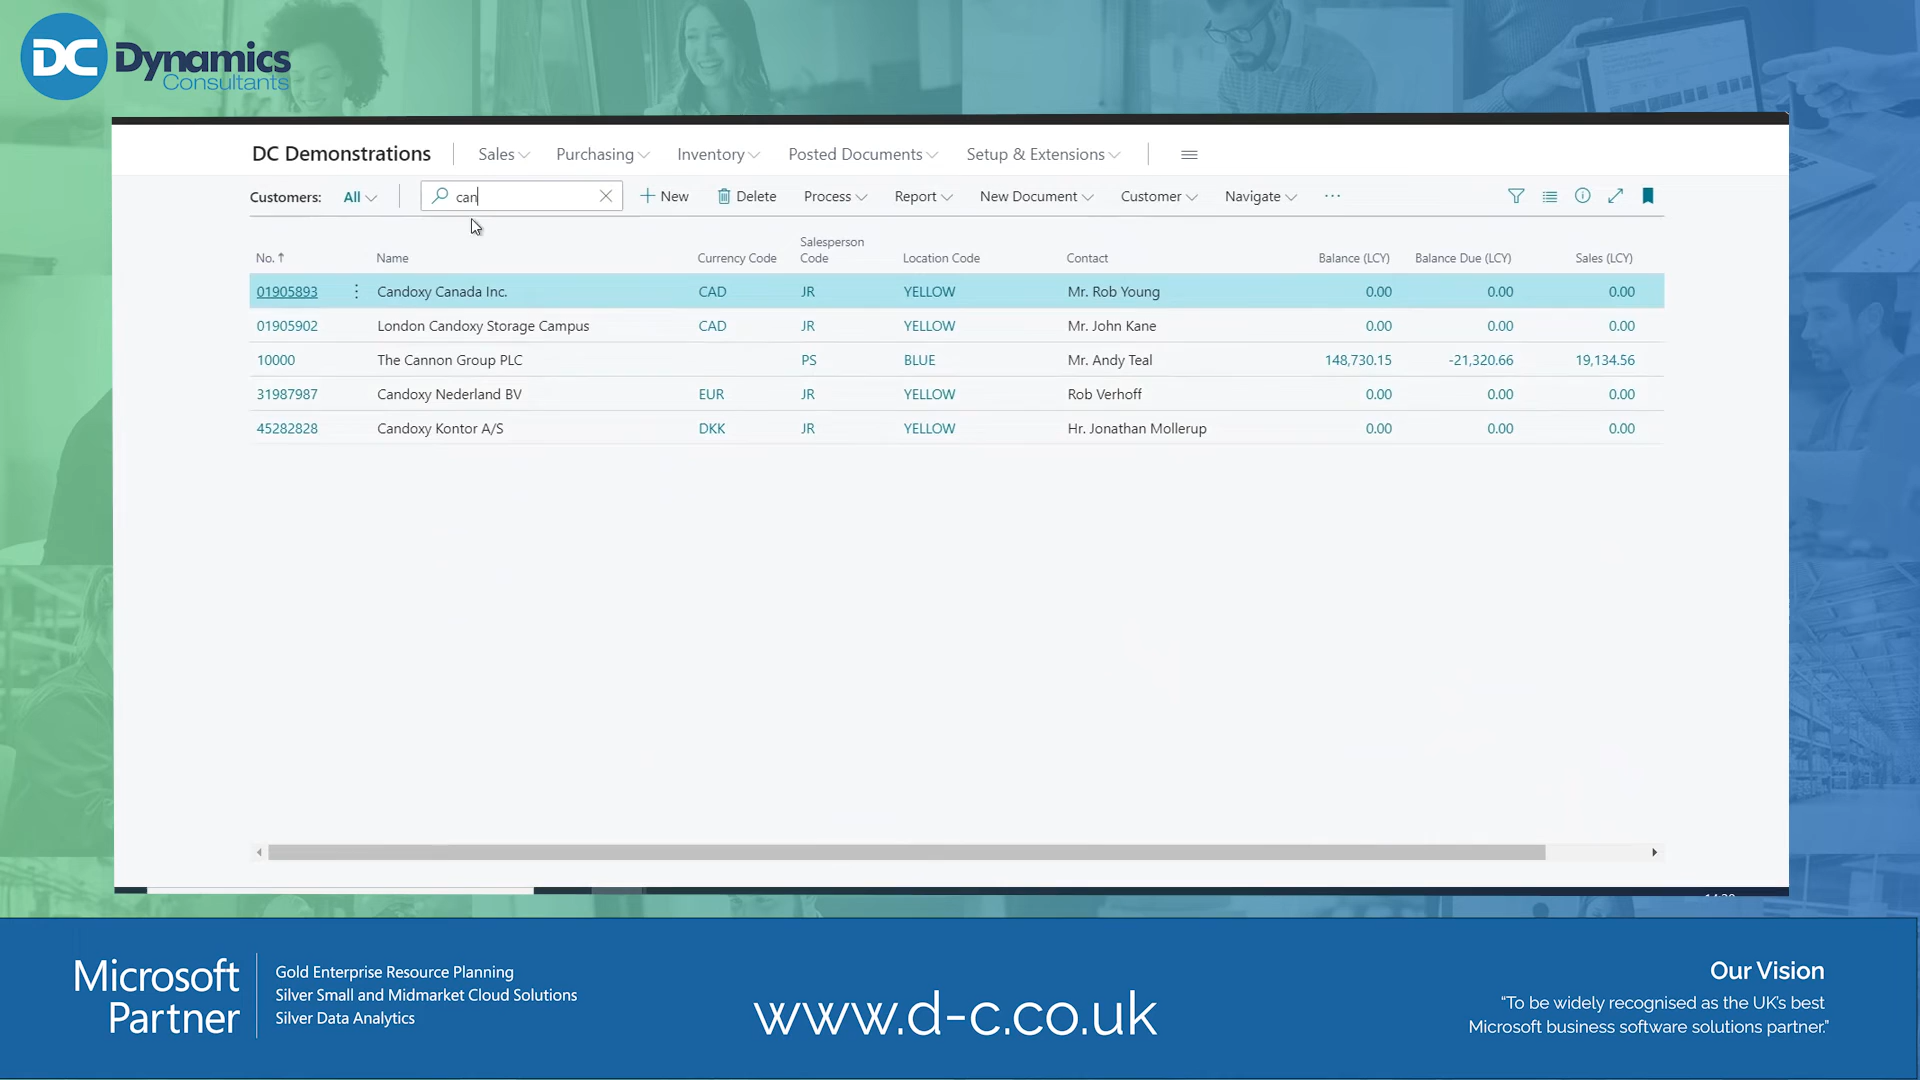 DC Dynamics
Consultants
DC Demonstrations Sales Purchasing Inventory Posted Documents Setup & Extensions
Customers: All can New Delete Process Report New Document Customer Navigate
No. ↑ Name Currency Code Salesperson Code Location Code Contact Balance (LCY) Balance Due (LCY) Sales (LCY)
01905893 Candoxy Canada Inc. CAD JR YELLOW Mr. Rob Young 0.00 0.00 0.00
01905902 London Candoxy Storage Campus CAD JR YELLOW Mr. John Kane 0.00 0.00 0.00
10000 The Cannon Group PLC PS BLUE Mr. Andy Teal 148,730.15 -21,320.66 19,134.56
31987987 Candoxy Nederland BV EUR JR YELLOW Rob Verhoff 0.00 0.00 0.00
45282828 Candoxy Kontor A/S DKK JR YELLOW Hr. Jonathan Mollerup 0.00 0.00 0.00
Microsoft
Partner
Gold Enterprise Resource Planning
Silver Small and Midmarket Cloud Solutions
Silver Data Analytics
www.d-c.co.uk
Our Vision
“To be widely recognised as the UK's best
Microsoft business software solutions partner.”